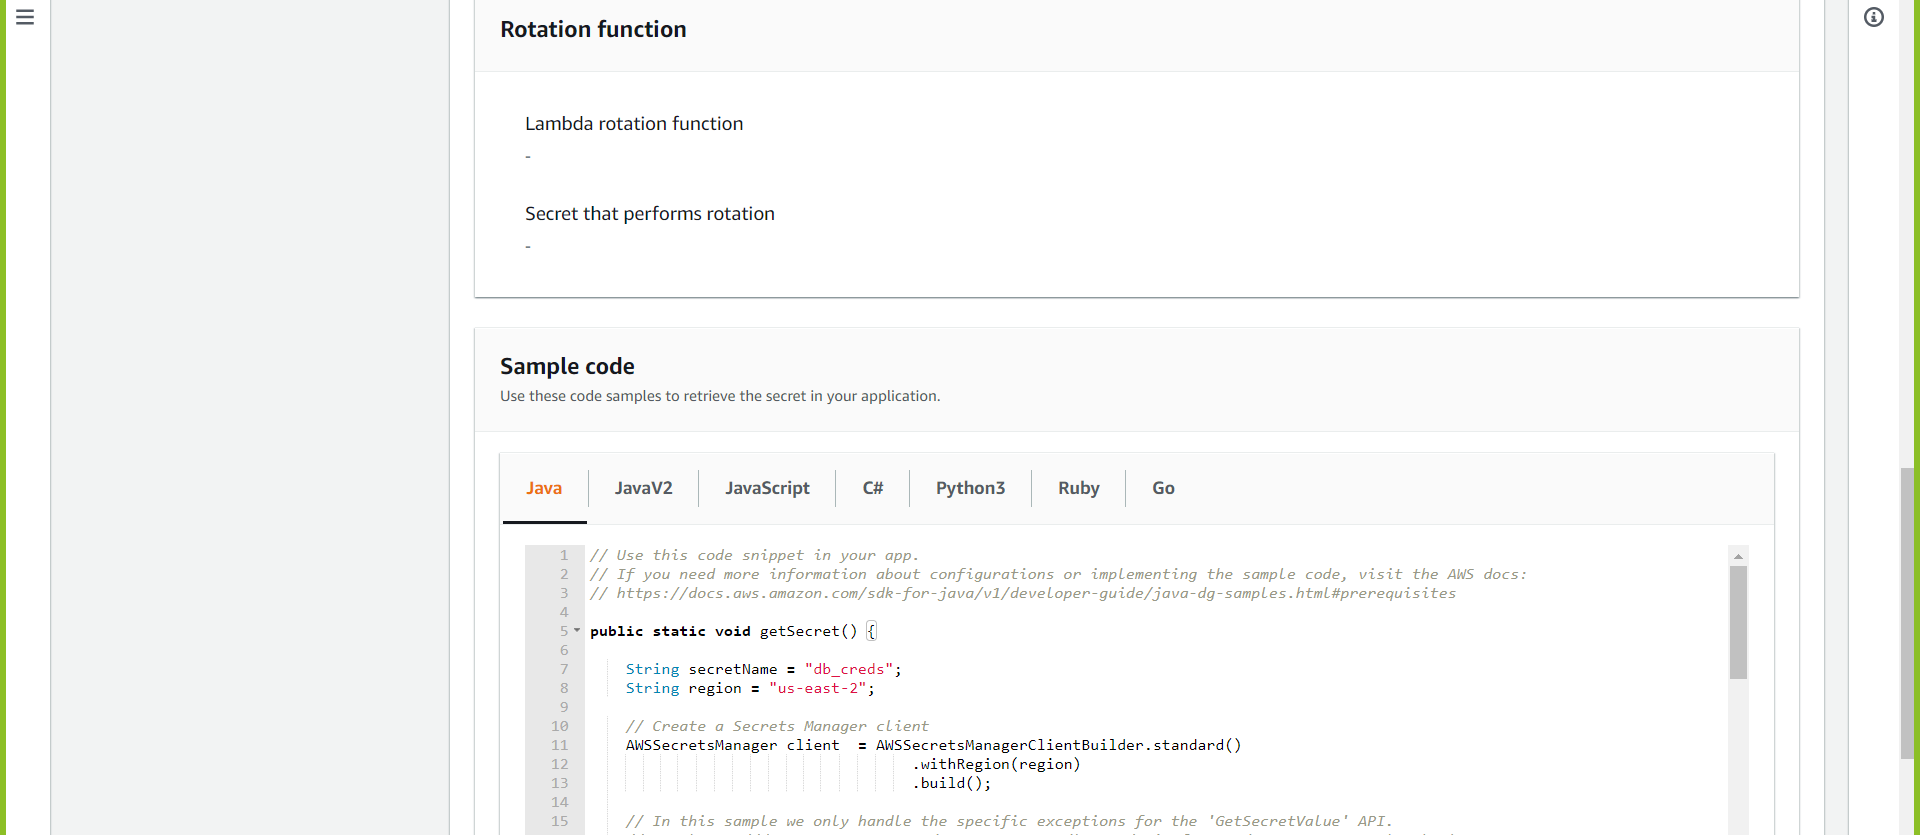 Rotation function
Lambda rotation function
-
Secret that performs rotation
-
Sample code
Use these code samples to retrieve the secret in your application.
Java JavaV2 JavaScript C# Python3 Ruby Go
1 // Use this code snippet in your app.
2 // If you need more information about configurations or implementing the sample code, visit the AWS docs:
3 // https://docs.aws.amazon.com/sdk-for-java/v1/developer-guide/java-dg-samples.html#prerequisites
4
5 public static void getSecret() {
6
7 String secretName = "db_creds";
8 String region = "us-east-2";
9
10 // Create a Secrets Manager client
11 AWSSecretsManager client  = AWSSecretsManagerClientBuilder.standard()
12 .withRegion(region)
13 .build();
14
15 // In this sample we only handle the specific exceptions for the 'GetSecretValue' API.